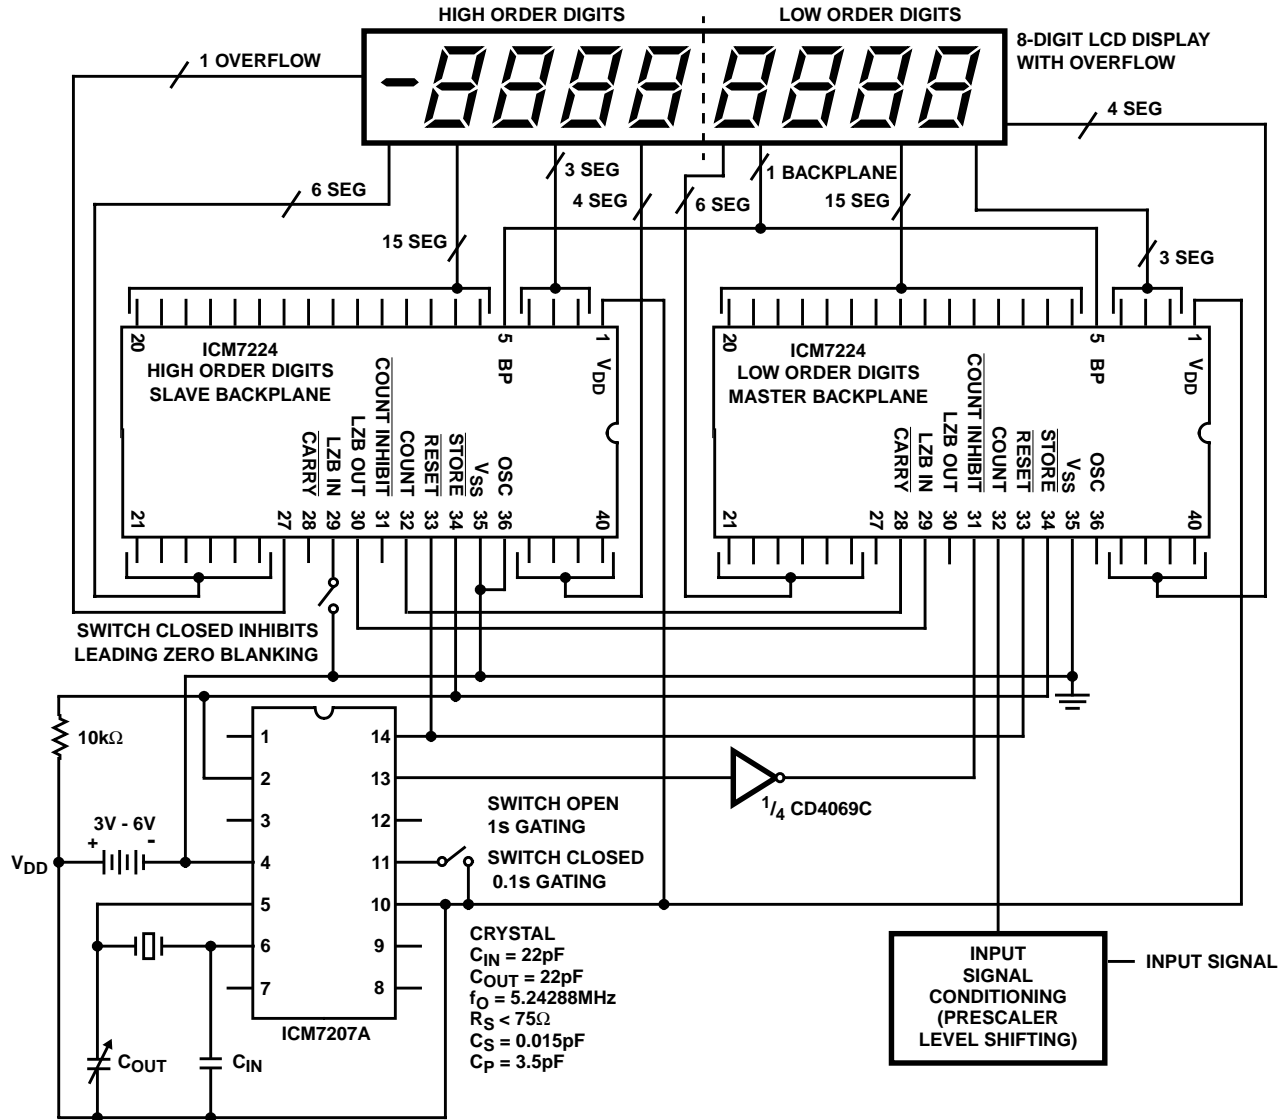 HIGH ORDER DIGITS
LOW ORDER DIGITS
8-DIGIT LCD DISPLAY
WITH OVERFLOW
1 OVERFLOW
4 SEG
6 SEG
3 SEG
1 BACKPLANE
4 SEG
6 SEG
15 SEG
15 SEG
3 SEG
20
5
1
ICM7224
HIGH ORDER DIGITS
SLAVE BACKPLANE
BP
VDD
CARRY
LZB IN
LZB OUT
COUNT INHIBIT
COUNT
RESET
STORE
VSS
OSC
21
27
28
29
30
31
32
33
34
35
36
40
20
5
1
ICM7224
LOW ORDER DIGITS
MASTER BACKPLANE
BP
VDD
CARRY
LZB IN
LZB OUT
COUNT INHIBIT
COUNT
RESET
STORE
VSS
OSC
21
27
28
29
30
31
32
33
34
35
36
40
SWITCH CLOSED INHIBITS
LEADING ZERO BLANKING
10kΩ
3V - 6V
+ -
VDD
1
2
3
4
5
6
7
14
13
12
11
10
9
8
ICM7207A
1/4 CD4069C
SWITCH OPEN
1s GATING
SWITCH CLOSED
0.1s GATING
CRYSTAL
CIN = 22pF
COUT = 22pF
fO = 5.24288MHz
RS < 75Ω
CS = 0.015pF
CP = 3.5pF
COUT
CIN
INPUT
SIGNAL
CONDITIONING
(PRESCALER
LEVEL SHIFTING)
INPUT SIGNAL